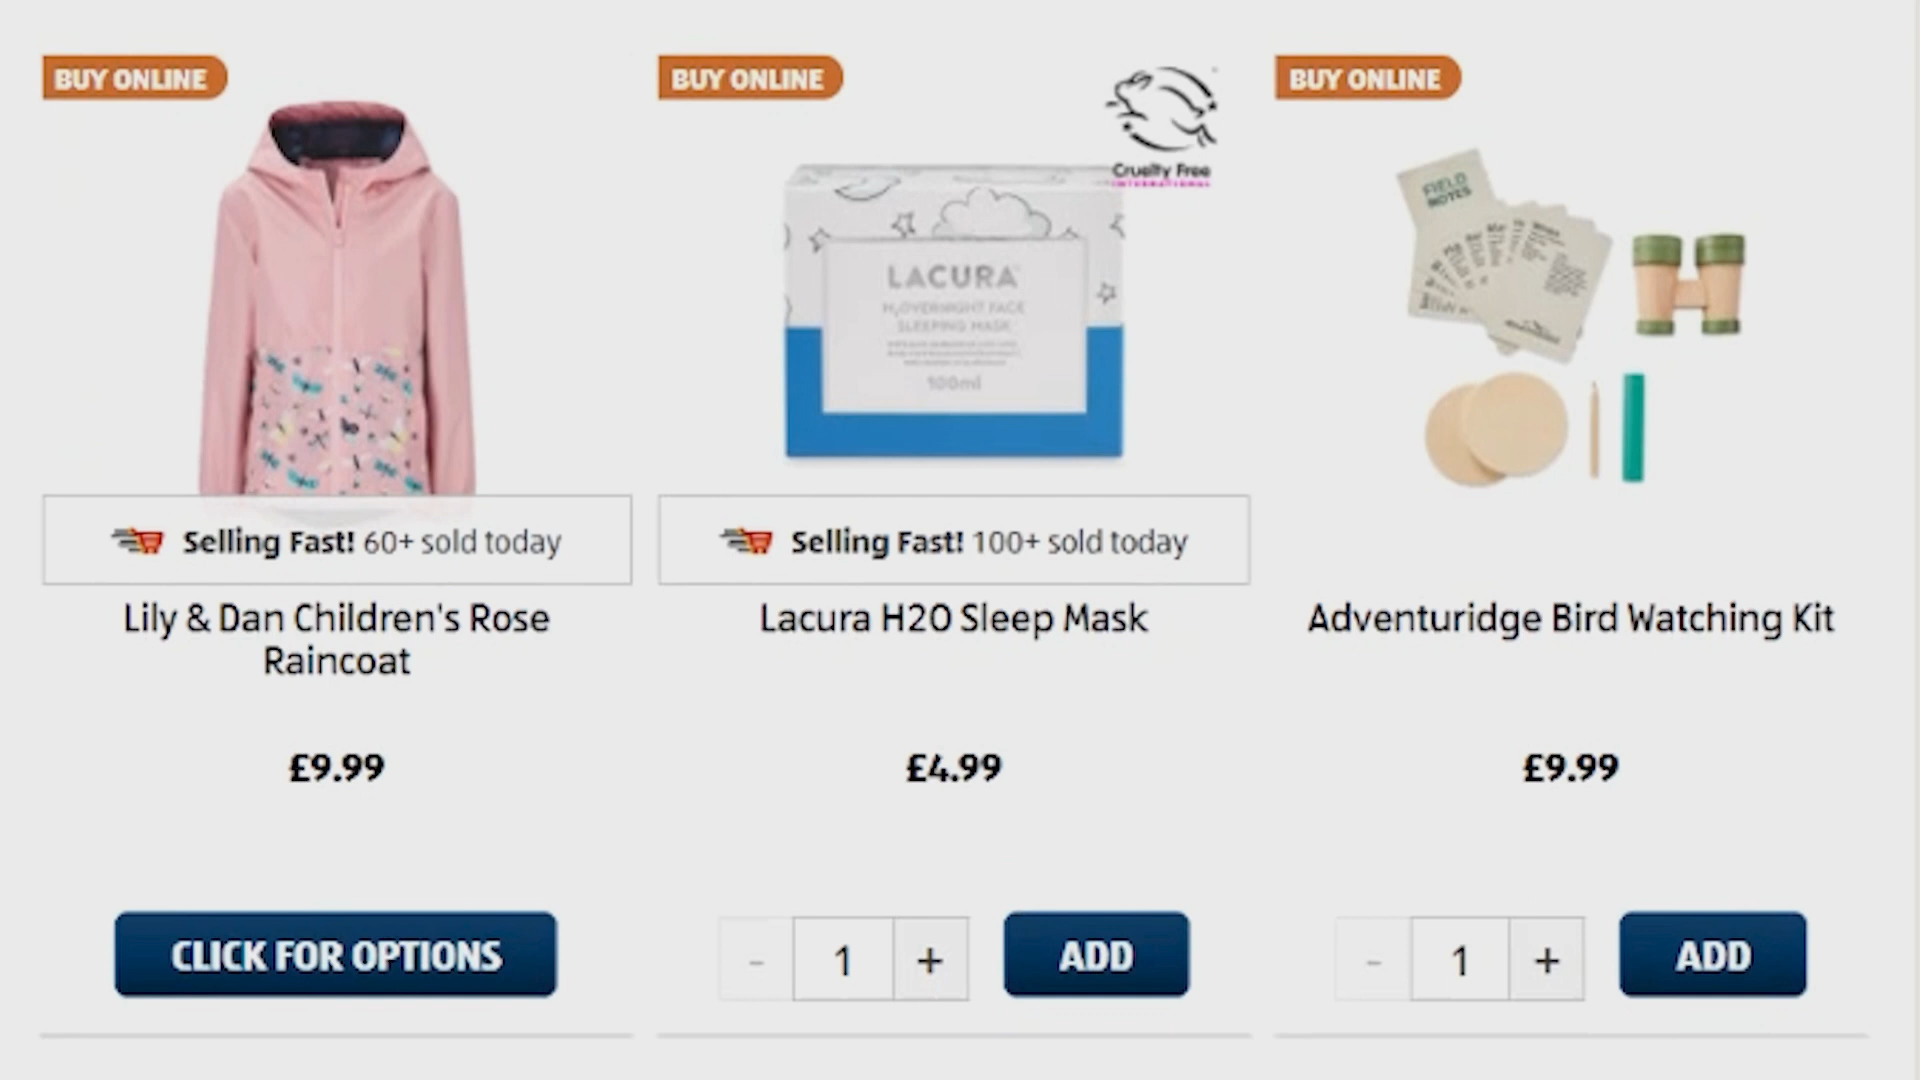 BUY ONLINE
BUY ONLINE
BUY ONLINE
Cruelty Free
INTERNATIONAL
FIELD
NOTES
LACURA
H2OVERNIGHT FACE
SLEEPING MASK
100ml
Selling Fast! 60+ sold today
Selling Fast! 100+ sold today
Lily & Dan Children's Rose
Raincoat
Lacura H2O Sleep Mask
Adventuridge Bird Watching Kit
£9.99
£4.99
£9.99
CLICK FOR OPTIONS
- 1 +
ADD
- 1 +
ADD